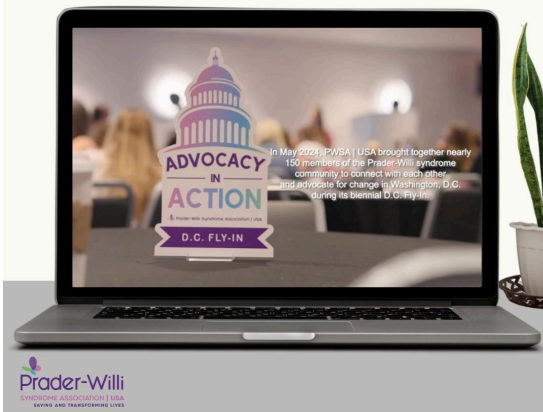 ADVOCACY
IN
ACTION
Prader-Willi Syndrome Association | USA
D.C. FLY-IN
In May 2024, PWSA | USA brought together nearly
150 members of the Prader-Willi syndrome
community to connect with each other
and advocate for change in Washington, D.C.
during its biennial D.C. Fly-In.
Prader-Willi
SYNDROME ASSOCIATION | USA
SAVING AND TRANSFORMING LIVES